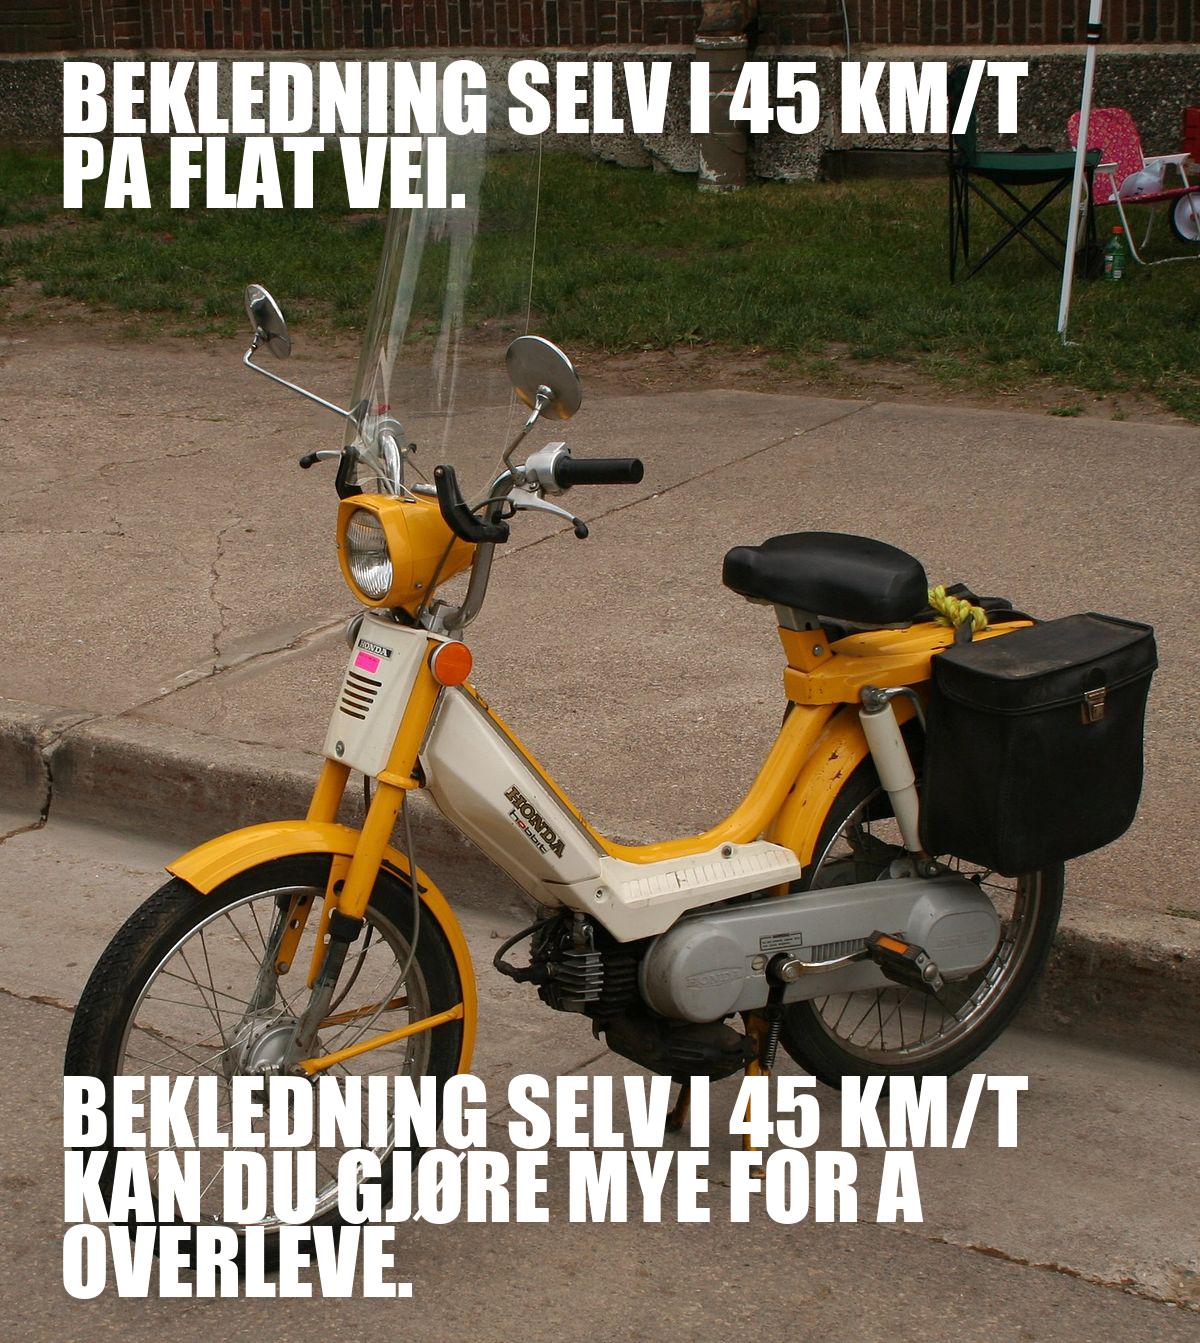 BEKLEDNING SELV I 45 KM/T
PA FLAT VEI.
HONDA
HONDA
hobbit
HONDA
BEKLEDNING SELV I 45 KM/T
KAN DU GJØRE MYE FOR A
OVERLEVE.